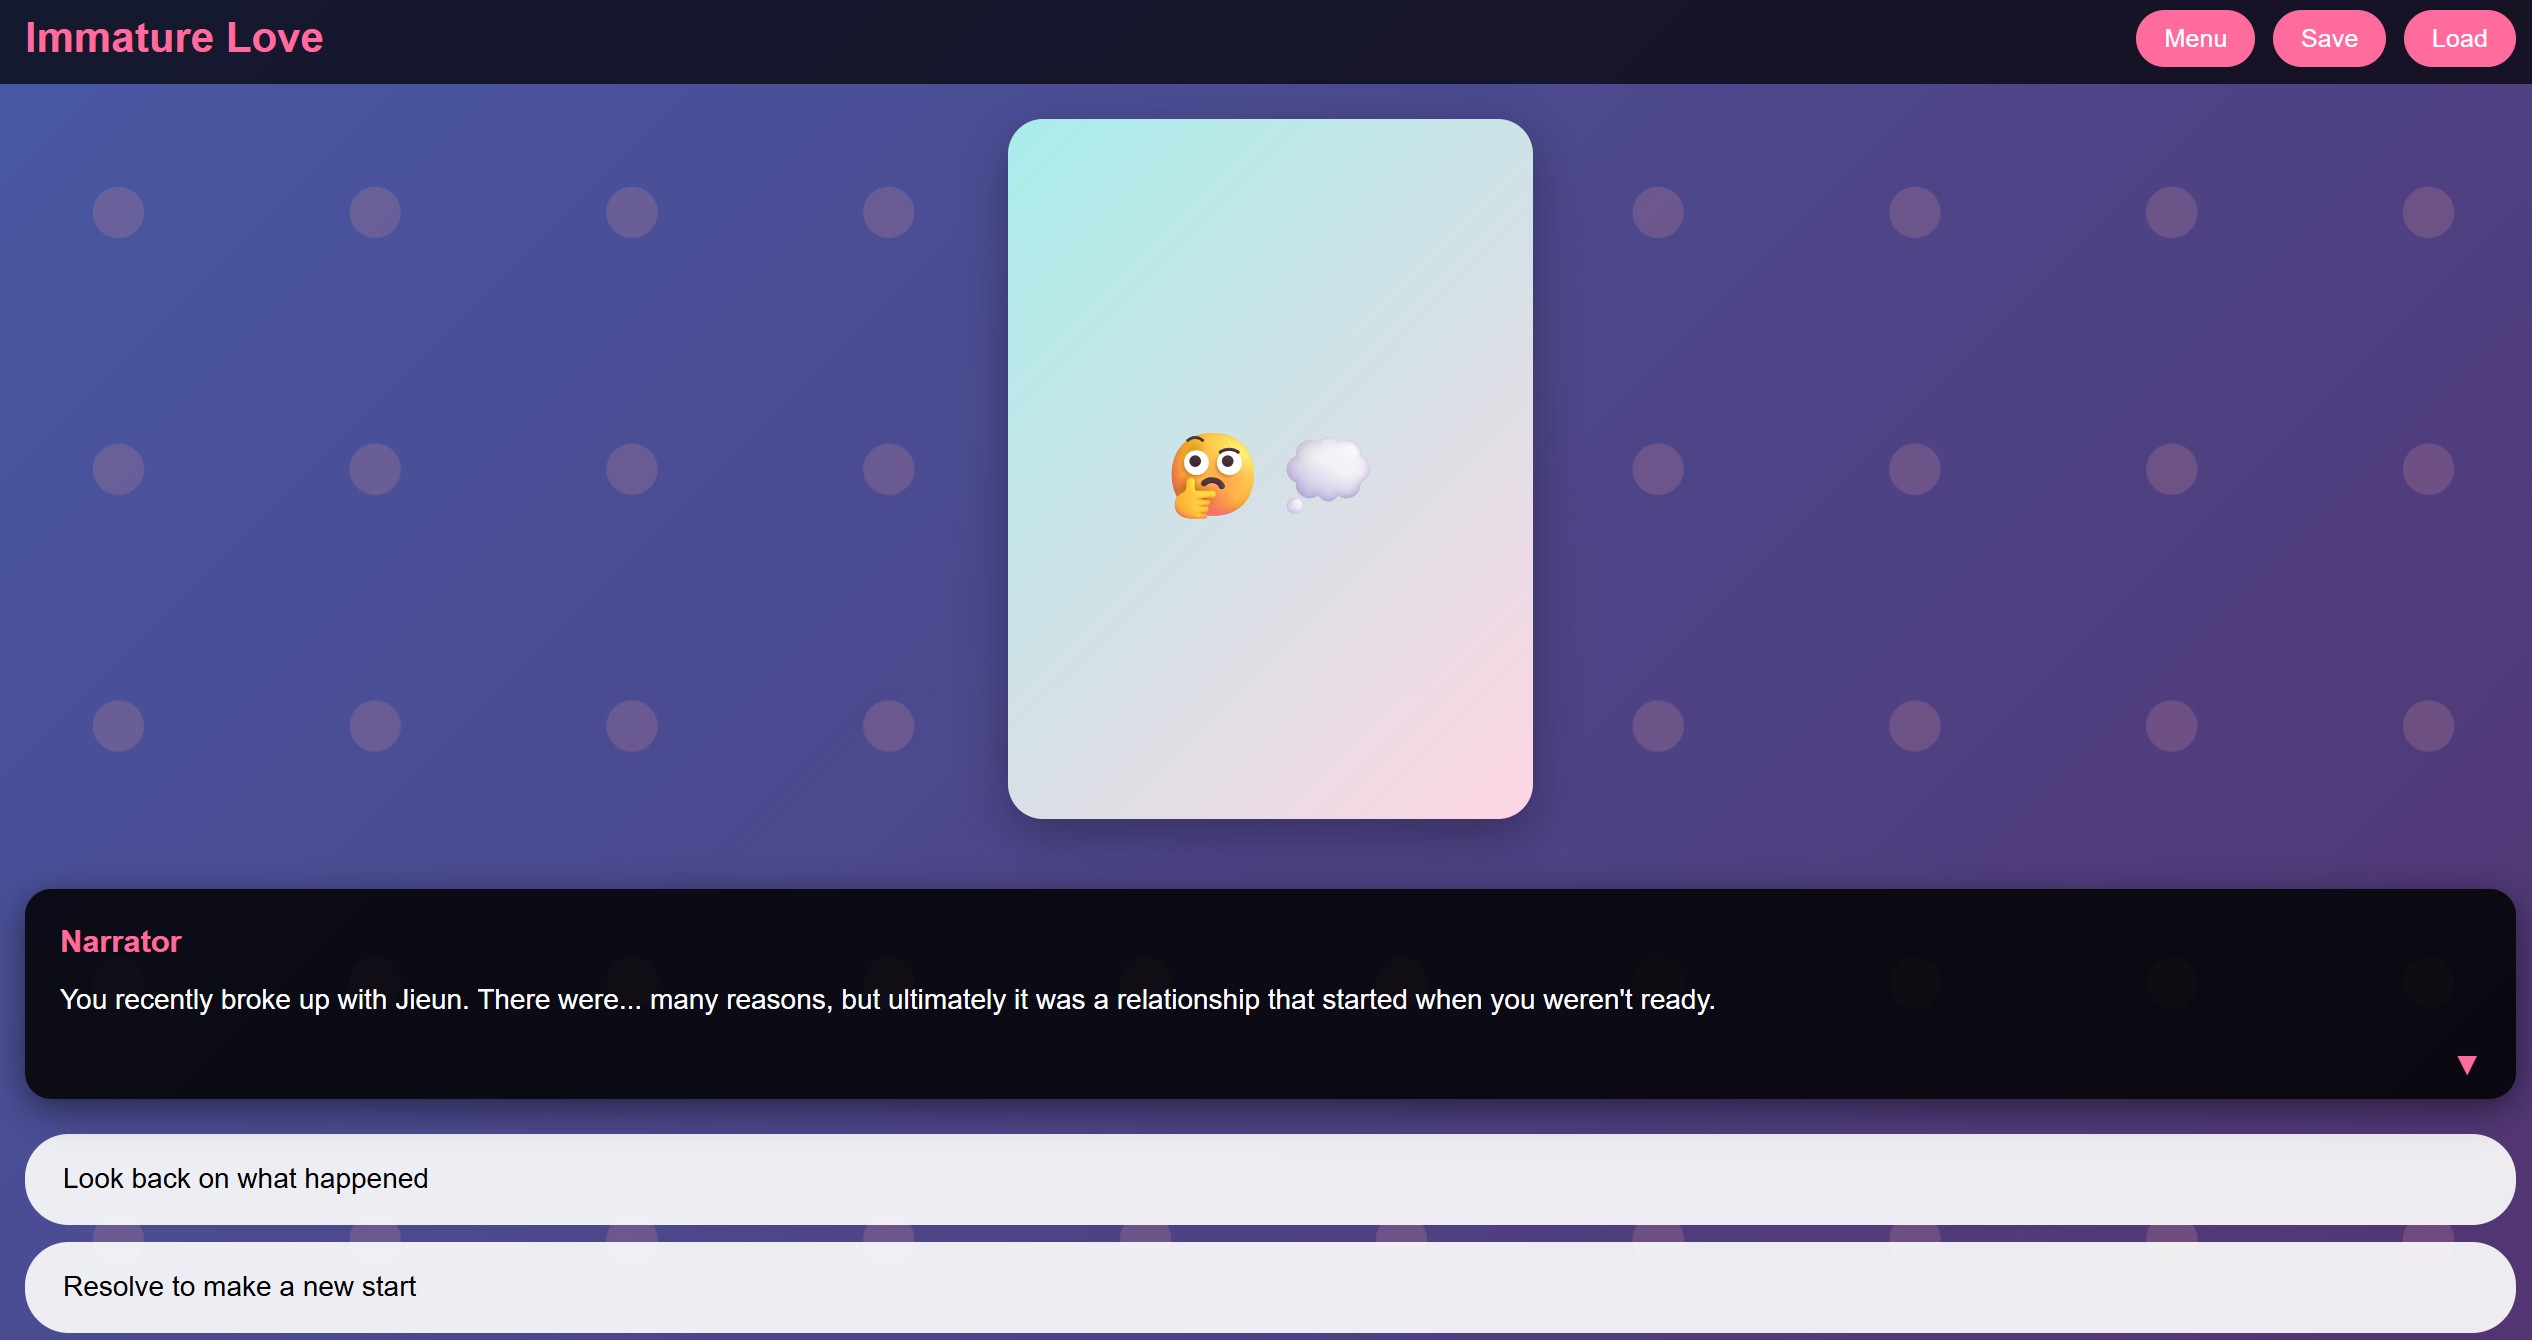 Immature Love
Menu
Save
Load
Narrator
You recently broke up with Jieun. There were... many reasons, but ultimately it was a relationship that started when you weren't ready.
▼
Look back on what happened
Resolve to make a new start